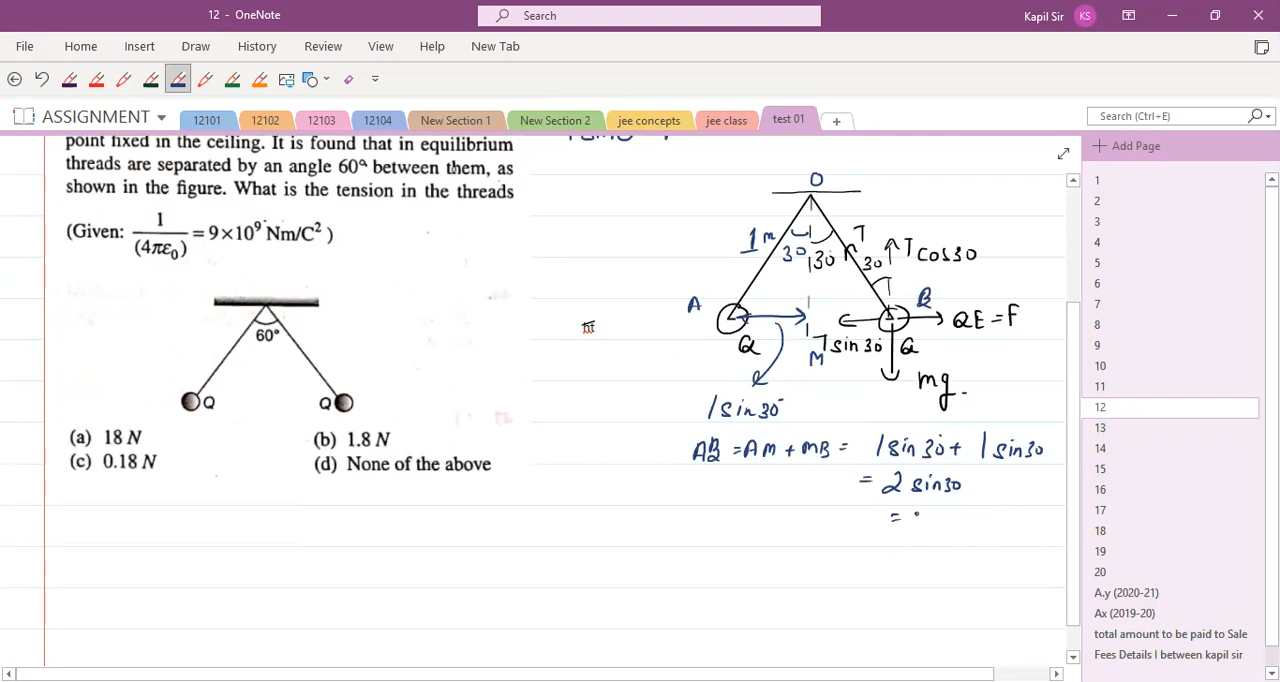 12 - OneNote
Search
Kapil Sir KS
File Home Insert Draw History Review View Help New Tab
ASSIGNMENT
12101 12102 12103 12104 New Section 1 New Section 2 jee concepts jee class test 01
Search (Ctrl+E)
Add Page
1
2
3
4
5
6
7
8
9
10
11
12
13
14
15
16
17
18
19
20
A.y (2020-21)
Ax (2019-20)
total amount to be paid to Sale
Fees Details I between kapil sir
point fixed in the ceiling. It is found that in equilibrium
threads are separated by an angle 60° between them, as
shown in the figure. What is the tension in the threads
(Given: 1/(4πε₀) = 9×10⁹ Nm/C² )
60°
Q Q
(a) 18 N (b) 1.8 N
(c) 0.18 N (d) None of the above
O
1 m 30 30 T 30 T cos30
A B QE = F
Q M T sin 30 Q
mg
1 sin 30°
AB = AM + MB = 1 sin 30 + 1 sin 30
= 2 sin 30
=